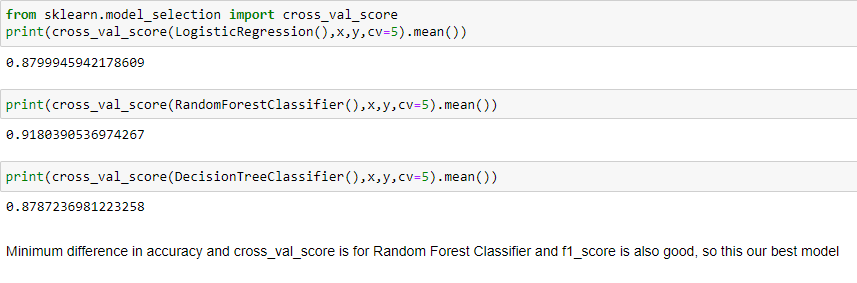 from sklearn.model_selection import cross_val_score
print(cross_val_score(LogisticRegression(),x,y,cv=5).mean())
0.8799945942178609
print(cross_val_score(RandomForestClassifier(),x,y,cv=5).mean())
0.9180390536974267
print(cross_val_score(DecisionTreeClassifier(),x,y,cv=5).mean())
0.8787236981223258
Minimum difference in accuracy and cross_val_score is for Random Forest Classifier and f1_score is also good, so this our best model